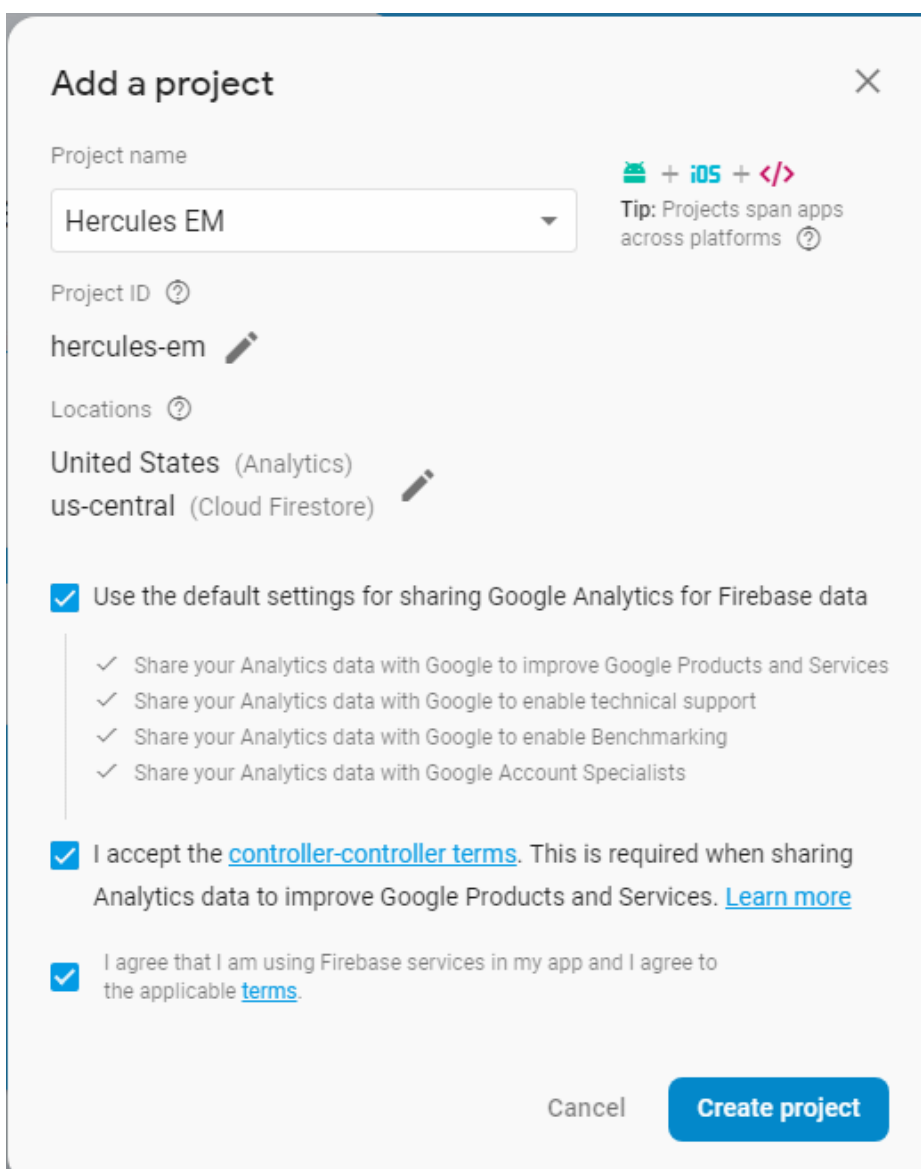 Add a project
Project name
Hercules EM
iOS
Tip: Projects span apps
across platforms
Project ID
hercules-em
Locations
United States (Analytics)
us-central (Cloud Firestore)
Use the default settings for sharing Google Analytics for Firebase data
Share your Analytics data with Google to improve Google Products and Services
Share your Analytics data with Google to enable technical support
Share your Analytics data with Google to enable Benchmarking
Share your Analytics data with Google Account Specialists
I accept the controller-controller terms. This is required when sharing
Analytics data to improve Google Products and Services. Learn more
I agree that I am using Firebase services in my app and I agree to
the applicable terms.
Cancel Create project